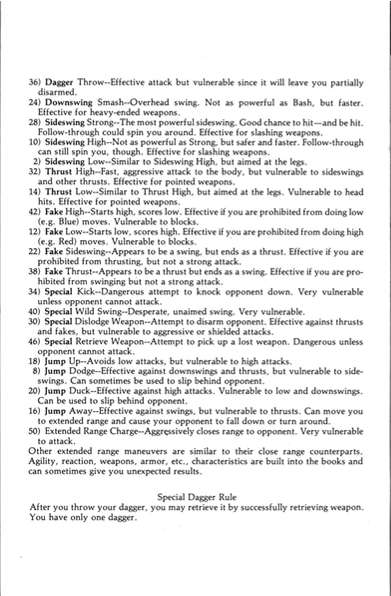 36) Dagger Throw--Effective attack but vulnerable since it will leave you partially
disarmed.
24) Downswing Smash--Overhead swing. Not as powerful as Bash, but faster.
Effective for heavy-ended weapons.
28) Sideswing Strong--The most powerful sideswing. Good chance to hit—and be hit.
Follow-through could spin you around. Effective for slashing weapons.
10) Sideswing High--Not as powerful as Strong, but safer and faster. Follow-through
can still spin you, though. Effective for slashing weapons.
2) Sideswing Low--Similar to Sideswing High, but aimed at the legs.
32) Thrust High--Fast, aggressive attack to the body, but vulnerable to sideswings
and other thrusts. Effective for pointed weapons.
14) Thrust Low--Similar to Thrust High, but aimed at the legs. Vulnerable to head
hits. Effective for pointed weapons.
42) Fake High--Starts high, scores low. Effective if you are prohibited from doing low
(e.g. Blue) moves. Vulnerable to blocks.
12) Fake Low--Starts low, scores high. Effective if you are prohibited from doing high
(e.g. Red) moves. Vulnerable to blocks.
22) Fake Sideswing--Appears to be a swing, but ends as a thrust. Effective if you are
prohibited from thrusting, but not a strong attack.
38) Fake Thrust--Appears to be a thrust but ends as a swing. Effective if you are pro-
hibited from swinging but not a strong attack.
34) Special Kick--Dangerous attempt to knock opponent down. Very vulnerable
unless opponent cannot attack.
40) Special Wild Swing--Desperate, unaimed swing. Very vulnerable.
30) Special Dislodge Weapon--Attempt to disarm opponent. Effective against thrusts
and fakes, but vulnerable to aggressive or shielded attacks.
46) Special Retrieve Weapon--Attempt to pick up a lost weapon. Dangerous unless
opponent cannot attack.
18) Jump Up--Avoids low attacks, but vulnerable to high attacks.
8) Jump Dodge--Effective against downswings and thrusts, but vulnerable to side-
swings. Can sometimes be used to slip behind opponent.
20) Jump Duck--Effective against high attacks. Vulnerable to low and downswings.
Can be used to slip behind opponent.
16) Jump Away--Effective against swings, but vulnerable to thrusts. Can move you
to extended range and cause your opponent to fall down or turn around.
50) Extended Range Charge--Aggressively closes range to opponent. Very vulnerable
to attack.
Other extended range maneuvers are similar to their close range counterparts.
Agility, reaction, weapons, armor, etc., characteristics are built into the books and
can sometimes give you unexpected results.
Special Dagger Rule
After you throw your dagger, you may retrieve it by successfully retrieving weapon.
You have only one dagger.